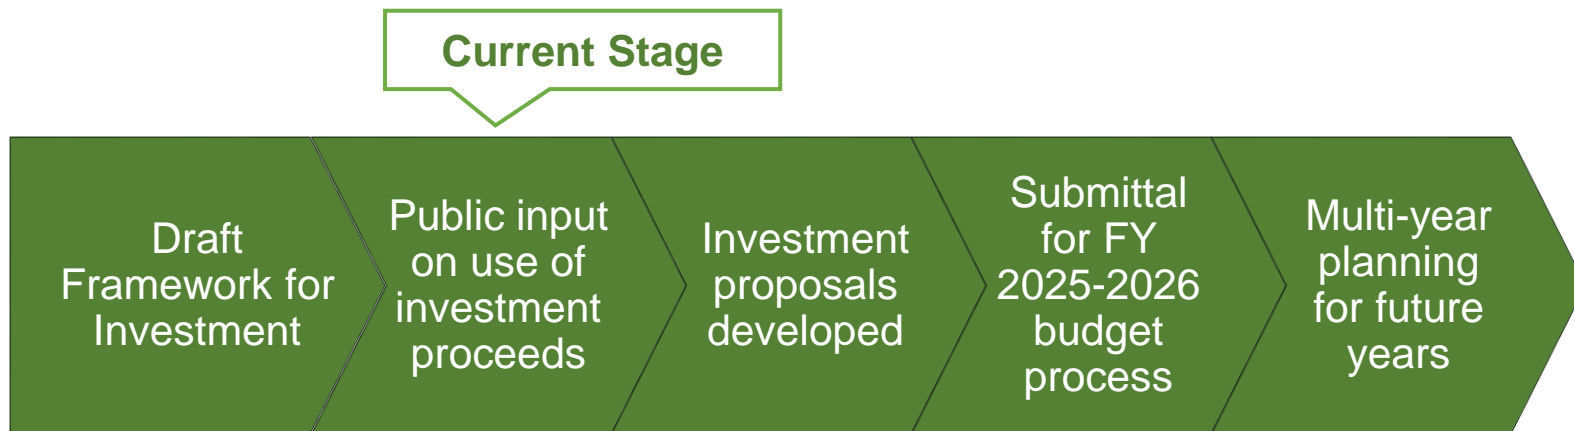 Current Stage
Draft
Framework for
Investment
Public input
on use of
investment
proceeds
Investment
proposals
developed
Submittal
for FY
2025-2026
budget
process
Multi-year
planning
for future
years